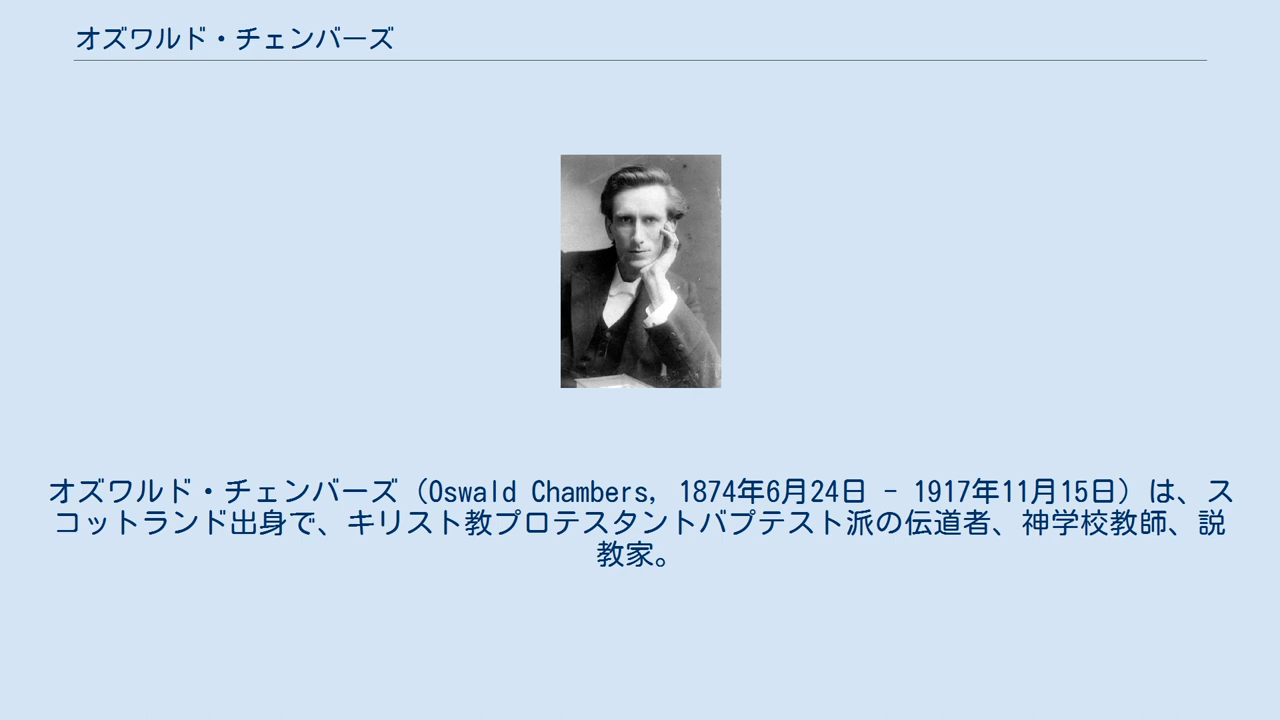 オズワルド・チェンバーズ
オズワルド・チェンバーズ（Oswald Chambers, 1874年6月24日 - 1917年11月15日）は、ス
コットランド出身で、キリスト教プロテスタントバプテスト派の伝道者、神学校教師、説
教家。